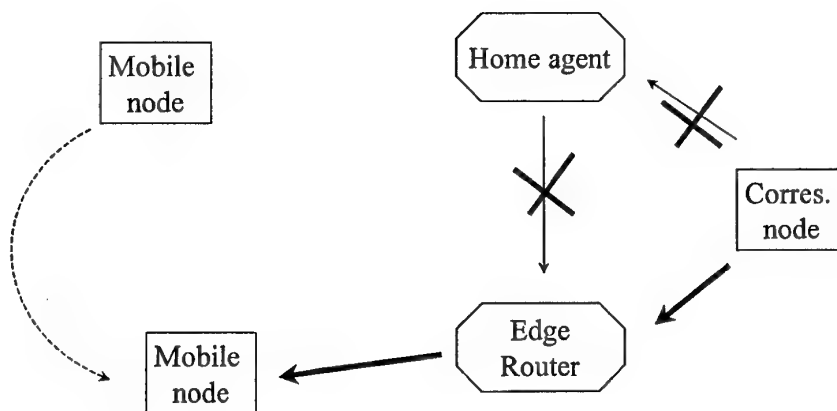 Mobile
node
Home agent
Corres.
node
Edge
Router
Mobile
node